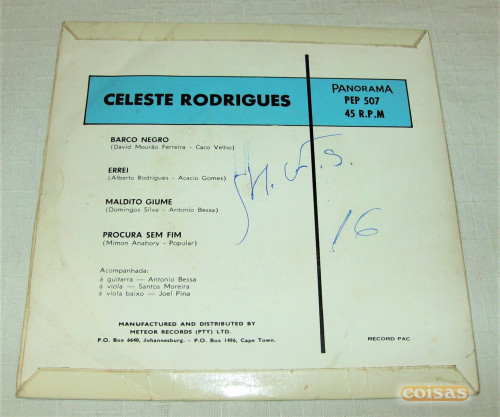 PANORAMA
CELESTE RODRIGUES
PEP 507
45 R.P.M
BARCO NEGRO
(David Mourão Ferreira - Caco Velho)
ERREI
(Alberto Rodrigues - Acacio Gomes)
MALDITO GIUME
(Domingos Silva - Antonio Bessa)
PROCURA SEM FIM
(Mimon Anahory - Popular)
16
Acompanhada:
à guitarra — Antonio Bessa
à viola — Santos Moreira
à viola baixo — Joel Pina
MANUFACTURED AND DISTRIBUTED BY
METEOR RECORDS (PTY) LTD.
P.O. Box 6640, Johannesburg. - P.O. Box 1496, Cape Town.
RECORD PAC
coisas